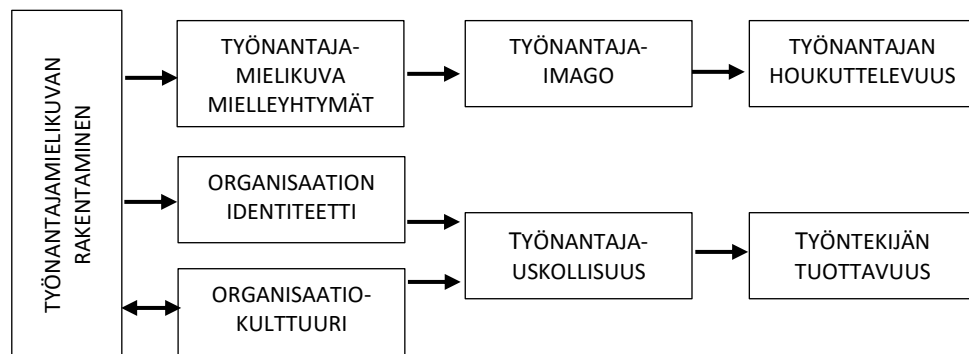 TYÖNANTAJAMIELIKUVAN
RAKENTAMINEN
TYÖNANTAJA-
MIELIKUVA
MIELLEYHTYMÄT
TYÖNANTAJA-
IMAGO
TYÖNANTAJAN
HOUKUTTELEVUUS
ORGANISAATION
IDENTITEETTI
ORGANISAATIO-
KULTTUURI
TYÖNANTAJA-
USKOLLISUUS
TYÖNTEKIJÄN
TUOTTAVUUS